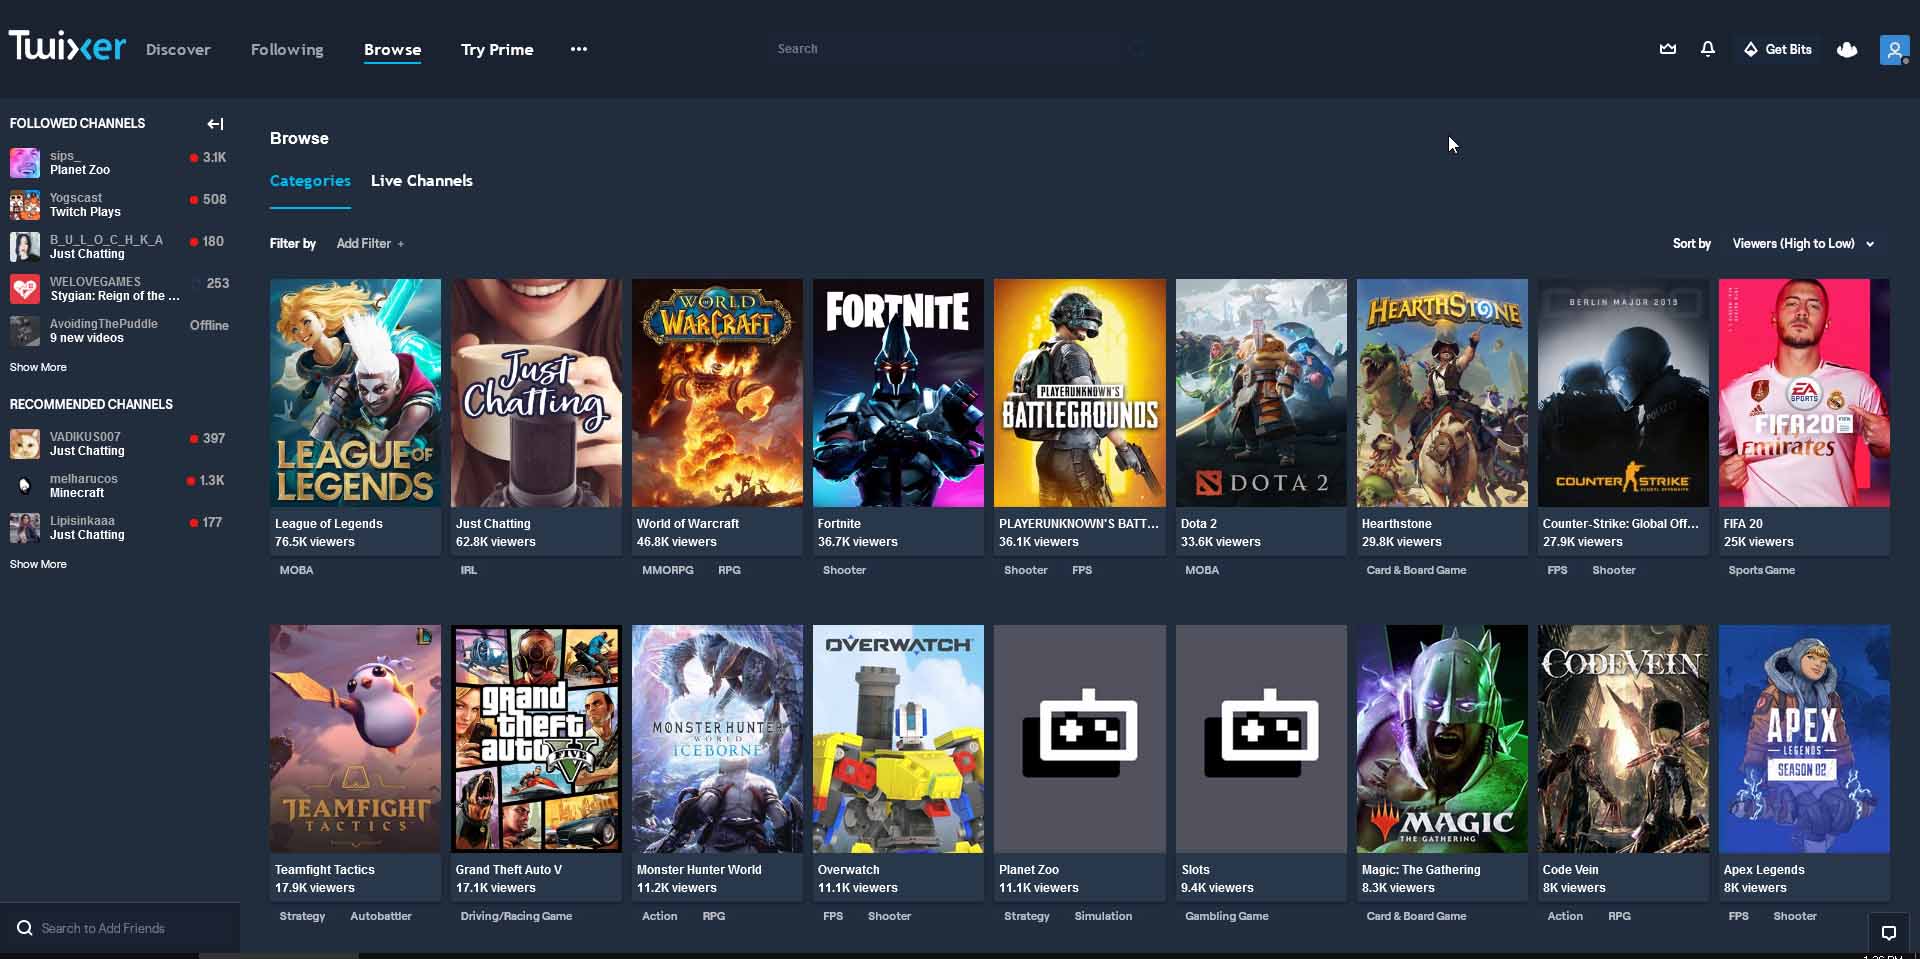 Twixer
Discover
Following
Browse
Try Prime
Search
Get Bits
FOLLOWED CHANNELS
sips_
3.1K
Planet Zoo
Yogscast
508
Twitch Plays
B_U_L_O_C_H_K_A
180
Just Chatting
WELOVEGAMES
253
Stygian: Reign of the ...
AvoidingThePuddle
Offline
9 new videos
Show More
RECOMMENDED CHANNELS
VADIKUS007
397
Just Chatting
melharucos
1.3K
Minecraft
Lipisinkaaa
177
Just Chatting
Show More
Search to Add Friends
Browse
Categories
Live Channels
Filter by
Add Filter +
Sort by
Viewers (High to Low)
LEAGUE OF
LEGENDS
League of Legends
76.5K viewers
MOBA
Just
Chatting
Just Chatting
62.8K viewers
IRL
WORLD
OF
WARCRAFT
World of Warcraft
46.8K viewers
MMORPG RPG
FORTNITE
Fortnite
36.7K viewers
Shooter
PLAYERUNKNOWN'S
BATTLEGROUNDS
PLAYERUNKNOWN'S BATT...
36.1K viewers
Shooter FPS
DOTA 2
Dota 2
33.6K viewers
MOBA
HEARTHSTONE
Hearthstone
29.8K viewers
Card & Board Game
BERLIN MAJOR 2019
COUNTER STRIKE
GLOBAL OFFENSIVE
Counter-Strike: Global Off...
27.9K viewers
FPS Shooter
EA
SPORTS
FIFA 20
Emirates
FIFA 20
25K viewers
Sports Game
TEAMFIGHT
TACTICS
Teamfight Tactics
17.9K viewers
Strategy Autobattler
grand
theft
auto
FIVE
Grand Theft Auto V
17.1K viewers
Driving/Racing Game
MONSTER HUNTER
WORLD
ICEBORNE
Monster Hunter World
11.2K viewers
Action RPG
OVERWATCH
Overwatch
11.1K viewers
FPS Shooter
Planet Zoo
11.1K viewers
Strategy Simulation
Slots
9.4K viewers
Gambling Game
MAGIC
THE GATHERING
Magic: The Gathering
8.3K viewers
Card & Board Game
CODE VEIN
Code Vein
8K viewers
Action RPG
APEX
LEGENDS
SEASON 02
Apex Legends
8K viewers
FPS Shooter